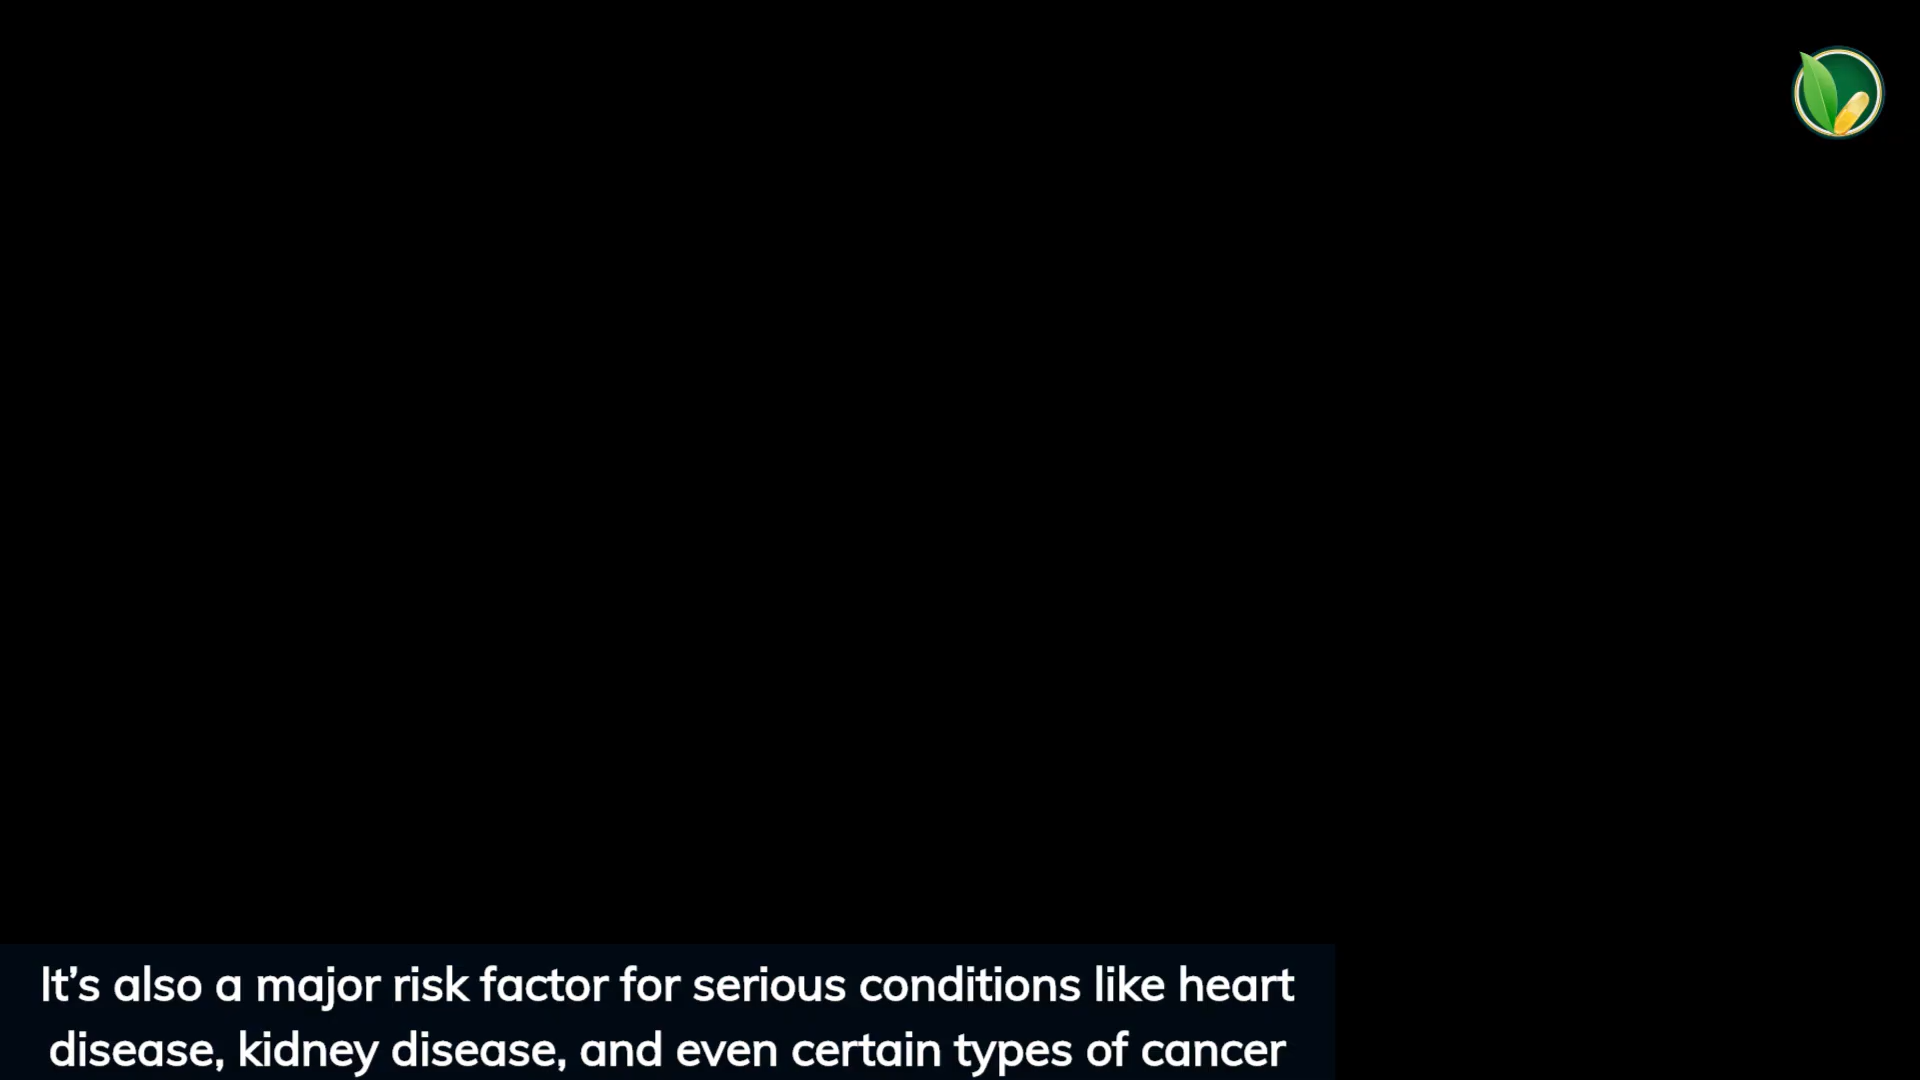 It’s also a major risk factor for serious conditions like heart
disease, kidney disease, and even certain types of cancer